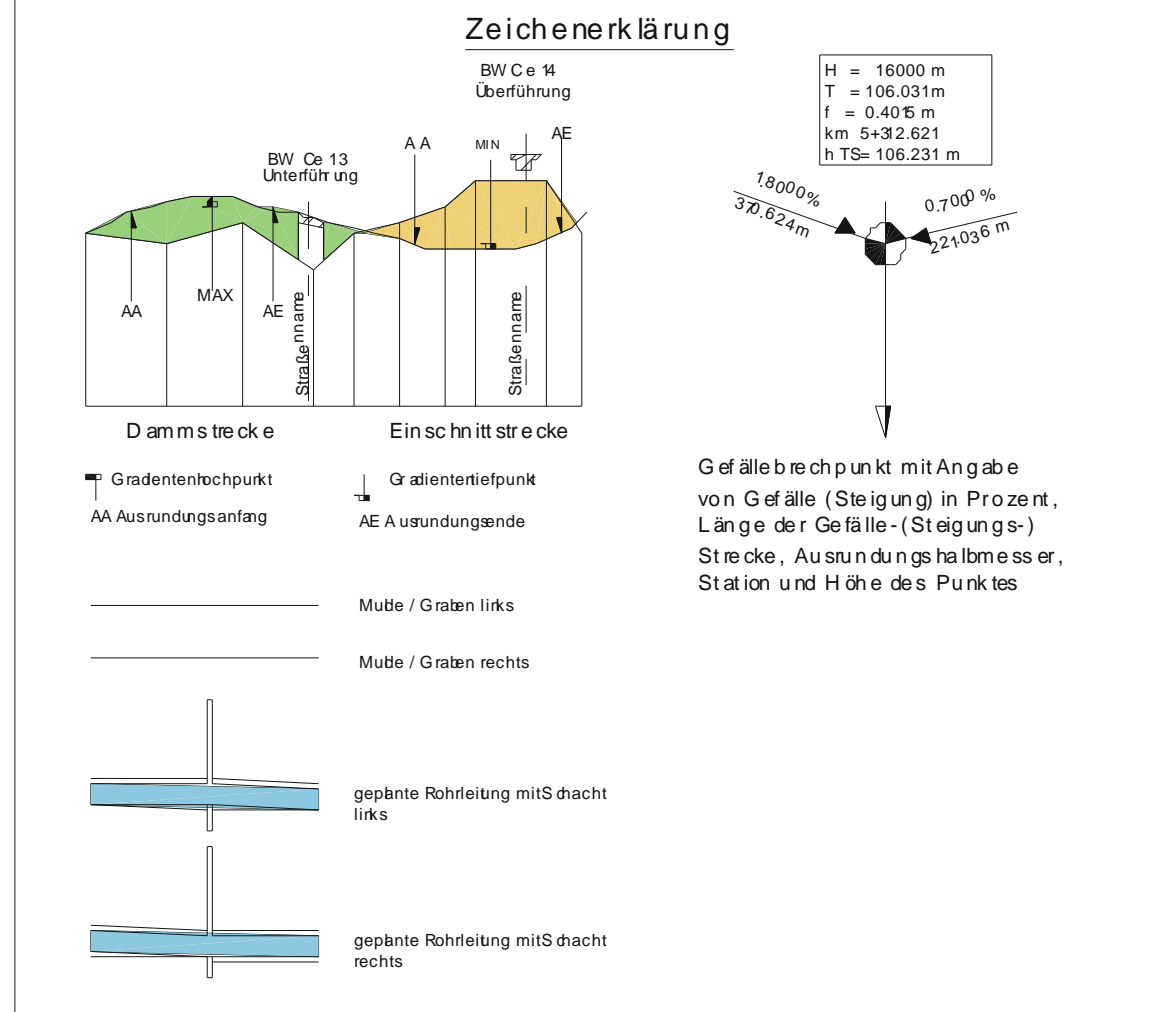 Zeichenerklärung
BW Ce 14
Überführung
H = 16000 m
T = 106.031m
f = 0.4015 m
km 5+312.621
h TS= 106.231 m
AA
MIN
AE
BW Ce 13
Unterführung
1.8000%
370.624m
0.7000 %
221.036 m
AA
MAX
AE
Straßenname
Straßenname
Dammstrecke
Einschnittstrecke
Gradientenhochpunkt
Gradiententiefpunkt
AA Ausrundungsanfang
AE Ausrundungsende
Gefällebrechpunkt mit Angabe
von Gefälle (Steigung) in Prozent,
Länge der Gefälle-(Steigungs-)
Strecke, Ausrundungshalbmesser,
Station und Höhe des Punktes
Mulde / Graben links
Mulde / Graben rechts
geplante Rohrleitung mit Schacht
links
geplante Rohrleitung mit Schacht
rechts